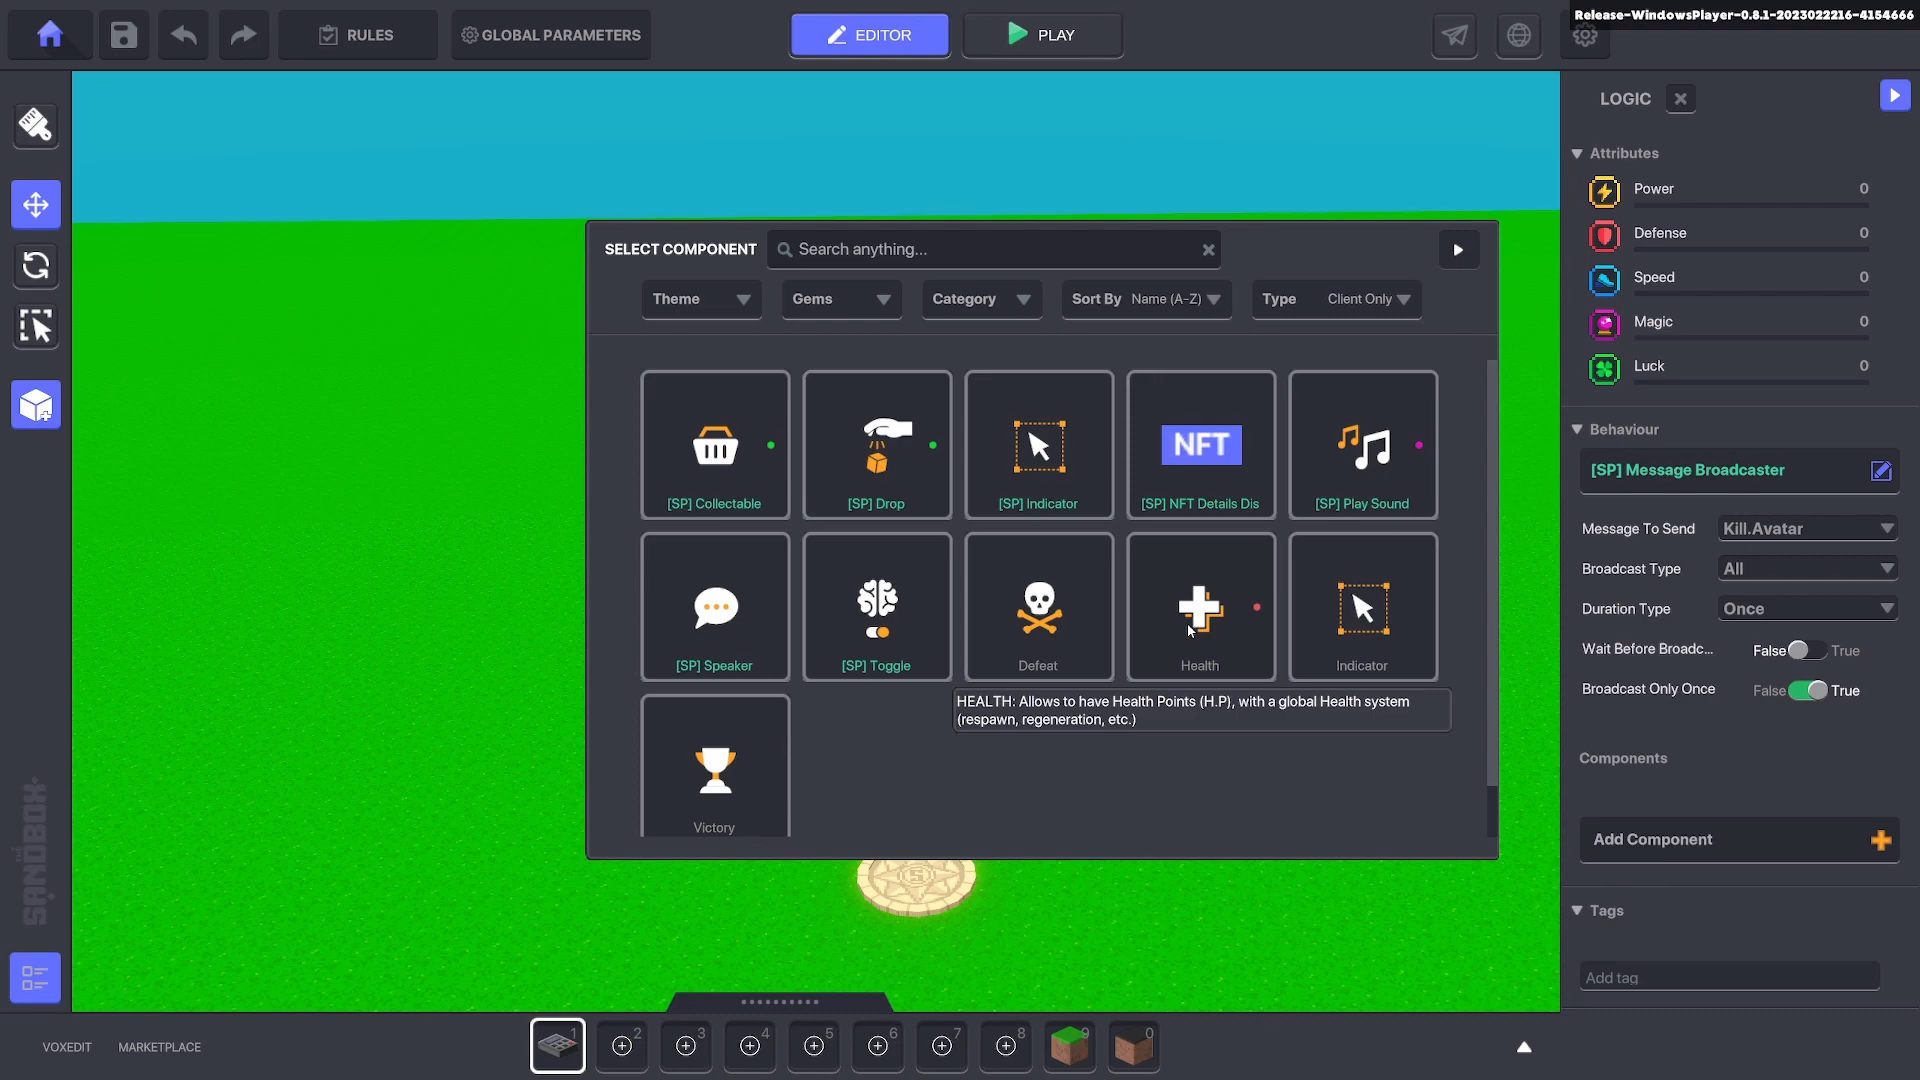 Release-WindowsPlayer-0.8.1-2023022216-4154666
RULES
GLOBAL PARAMETERS
EDITOR
PLAY
LOGIC
Attributes
Power 0
Defense 0
Speed 0
Magic 0
Luck 0
Behaviour
[SP] Message Broadcaster
Message To Send Kill.Avatar
Broadcast Type All
Duration Type Once
Wait Before Broadc... False True
Broadcast Only Once False True
Components
Add Component
Tags
Add tag
SELECT COMPONENT
Search anything...
Theme
Gems
Category
Sort By Name (A-Z)
Type Client Only
NFT
[SP] Collectable
[SP] Drop
[SP] Indicator
[SP] NFT Details Dis
[SP] Play Sound
[SP] Speaker
[SP] Toggle
Defeat
Health
Indicator
HEALTH: Allows to have Health Points (H.P), with a global Health system
(respawn, regeneration, etc.)
Victory
THE
SANDBOX
VOXEDIT
MARKETPLACE
1
2
3
4
5
6
7
8
9
0